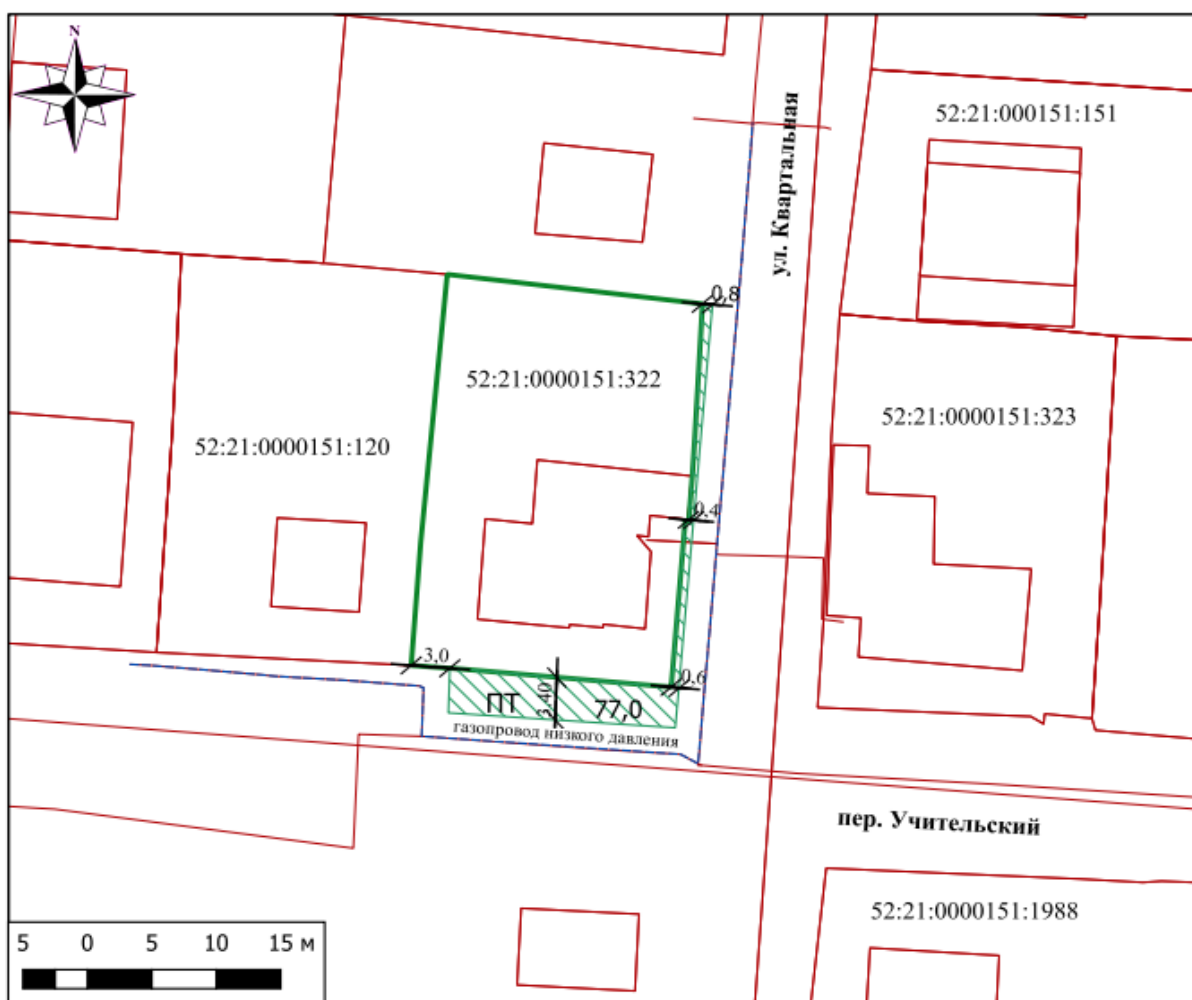 N
52:21:000151:151
ул. Квартальная
0,8
52:21:0000151:322
52:21:0000151:323
52:21:0000151:120
0,4
3,0
0,6
ПТ
3,40
77,0
газопровод низкого давления
пер. Учительский
52:21:0000151:1988
5 0 5 10 15 м